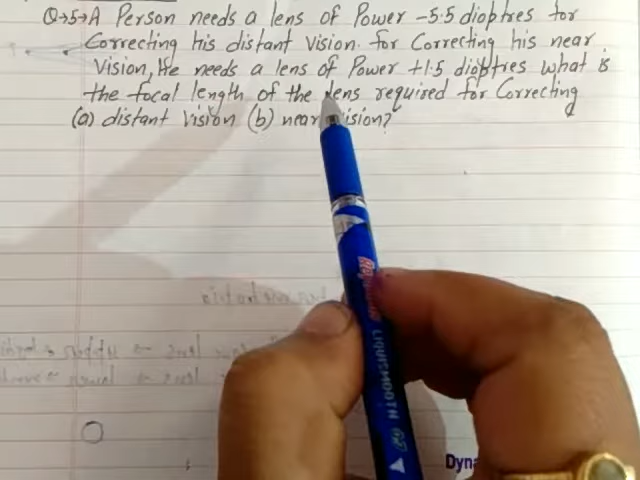 Q→5→A Person needs a lens of Power -5.5 dioptres for
Correcting his distant Vision. for Correcting his near
Vision, He needs a lens of Power +1.5 dioptres what is
the focal length of the lens required for Correcting
(a) distant Vision (b) near Vision?
LIQUISMOOTH
Dyna